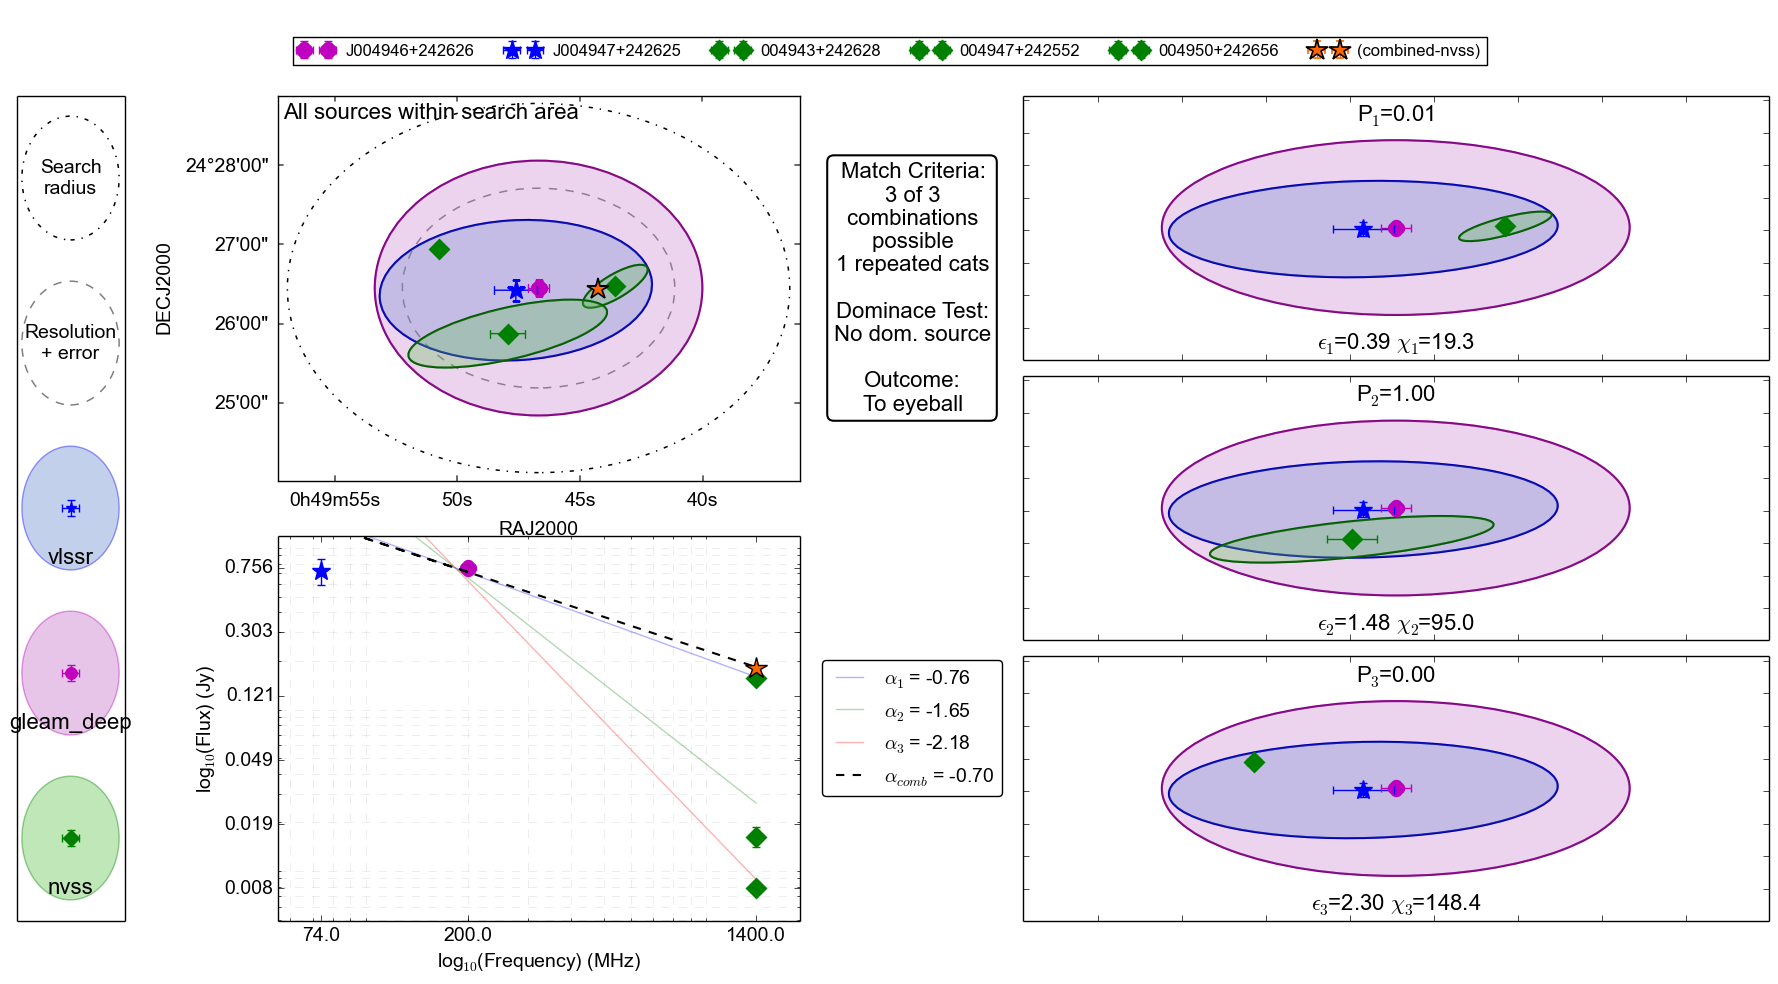 J004946+242626 J004947+242625 004943+242628 004947+242552 004950+242656 (combined-nvss)
Search
radius
Resolution
+ error
vlssr
gleam_deep
nvss
All sources within search area
DECJ2000
24°28'00"
27'00"
26'00"
25'00"
0h49m55s 50s 45s 40s
RAJ2000
Match Criteria:
3 of 3
combinations
possible
1 repeated cats
Dominace Test:
No dom. source
Outcome:
To eyeball
log10(Flux) (Jy)
0.756
0.303
0.121
0.049
0.019
0.008
74.0 200.0 1400.0
log10(Frequency) (MHz)
α1 = -0.76
α2 = -1.65
α3 = -2.18
αcomb = -0.70
P1=0.01
ϵ1=0.39 χ1=19.3
P2=1.00
ϵ2=1.48 χ2=95.0
P3=0.00
ϵ3=2.30 χ3=148.4